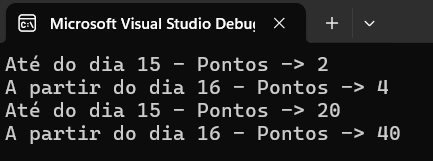 Microsoft Visual Studio Debug
Até do dia 15 - Pontos -> 2
A partir do dia 16 - Pontos -> 4
Até do dia 15 - Pontos -> 20
A partir do dia 16 - Pontos -> 40